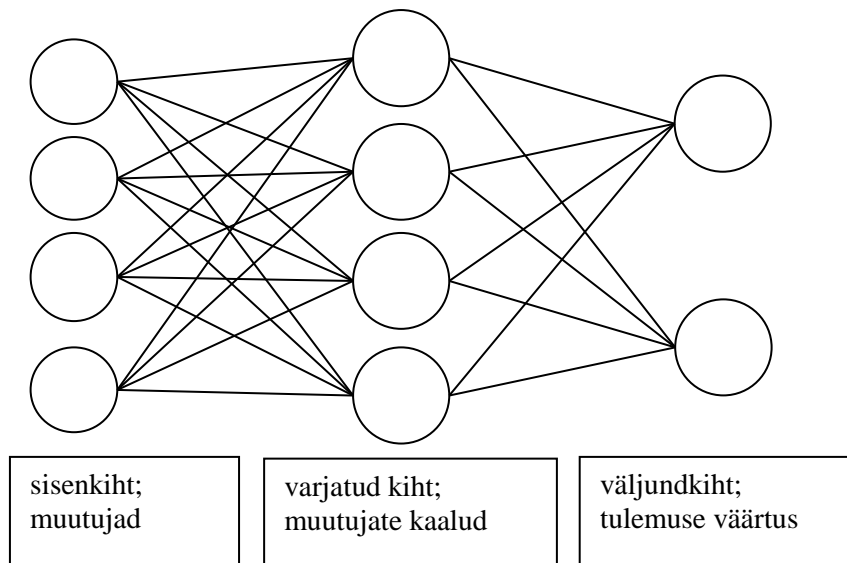 sisenkiht;
muutujad
varjatud kiht;
muutujate kaalud
väljundkiht;
tulemuse väärtus